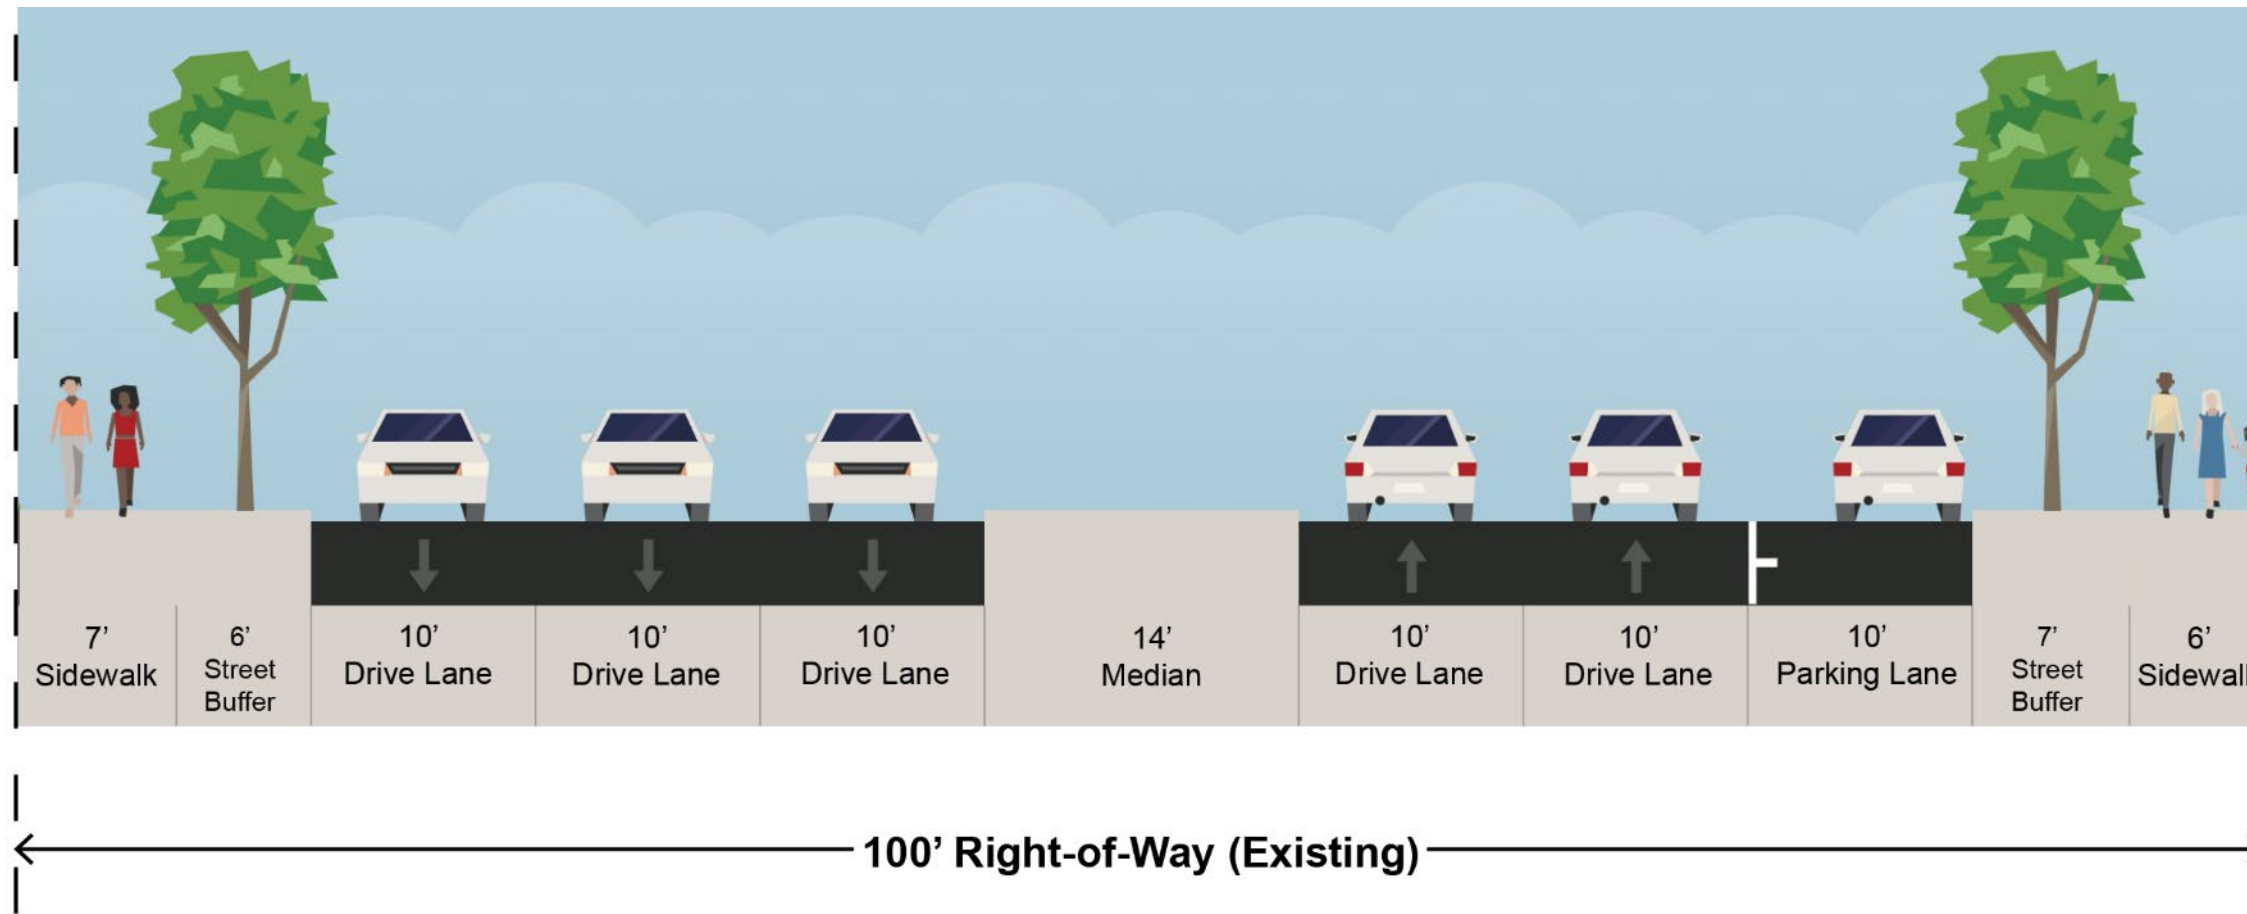 7’
Sidewalk
6’
Street
Buffer
10’
Drive Lane
10’
Drive Lane
10’
Drive Lane
14’
Median
10’
Drive Lane
10’
Drive Lane
10’
Parking Lane
7’
Street
Buffer
6’
Sidewalk
100’ Right-of-Way (Existing)